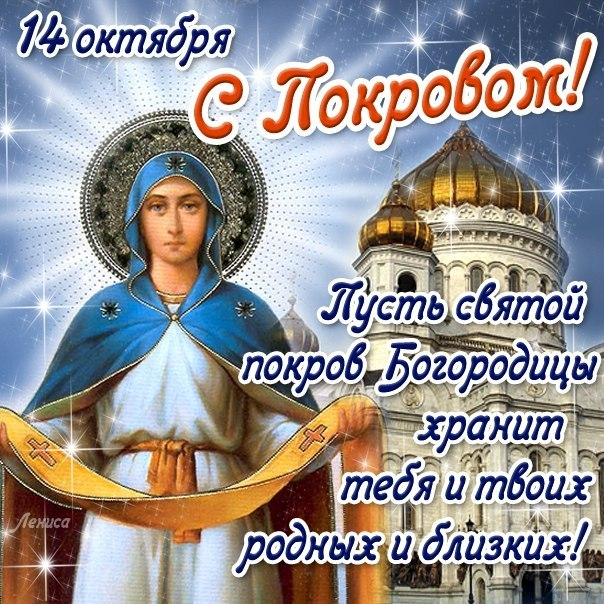 14 октября
С Покровом!
Пусть святой
покров Богородицы
хранит
тебя и твоих
родных и близких!
Лениса